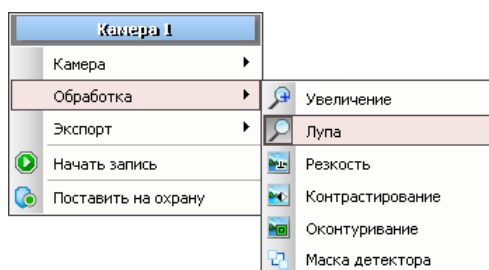 Камера 1
Камера
Обработка
Экспорт
Начать запись
Поставить на охрану
Увеличение
Лупа
Резкость
Контрастирование
Оконтуривание
Маска детектора